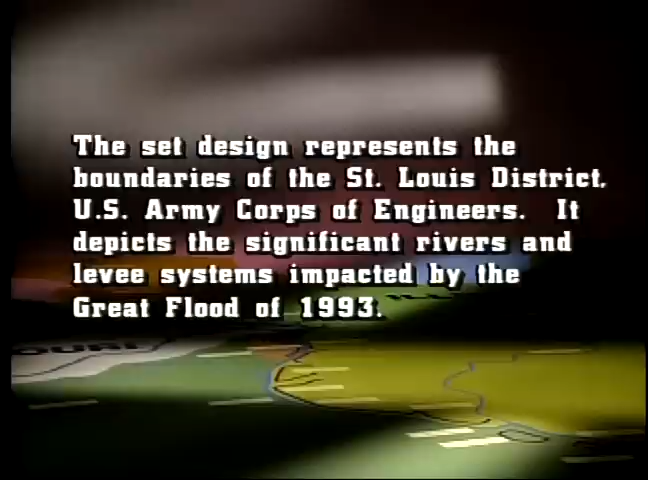 The set design represents the
boundaries of the St. Louis District,
U.S. Army Corps of Engineers. It
depicts the significant rivers and
levee systems impacted by the
Great Flood of 1993.
OURI